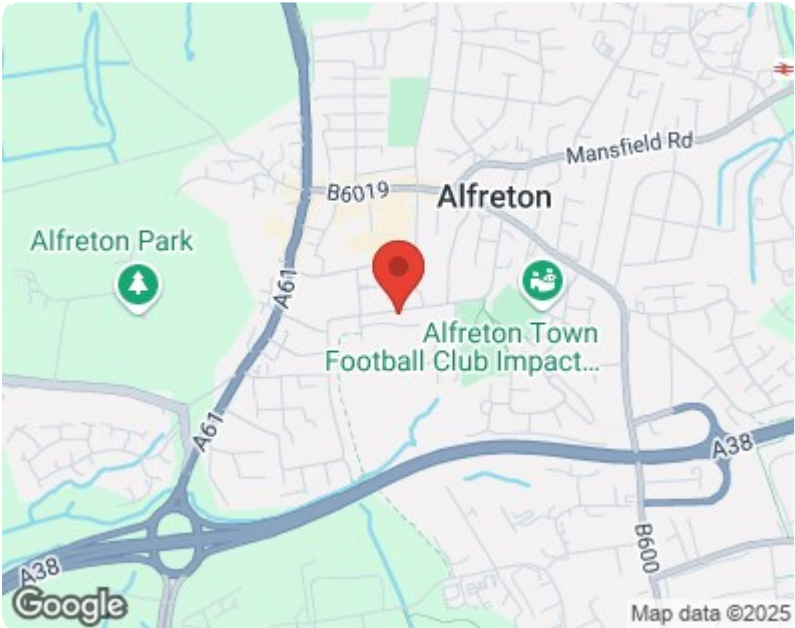 Mansfield Rd
B6019
Alfreton
Alfreton Park
A61
Alfreton Town
Football Club Impact...
A61
A38
B600
A38
Google
Map data ©2025